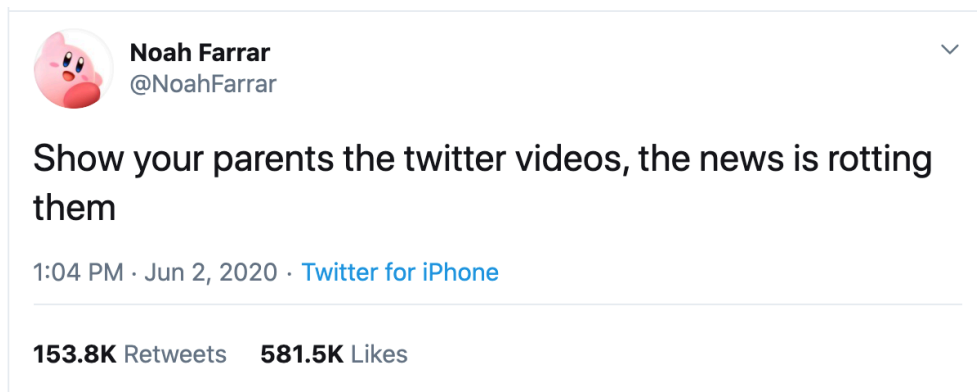 Noah Farrar
@NoahFarrar
Show your parents the twitter videos, the news is rotting
them
1:04 PM · Jun 2, 2020 · Twitter for iPhone
153.8K Retweets 581.5K Likes